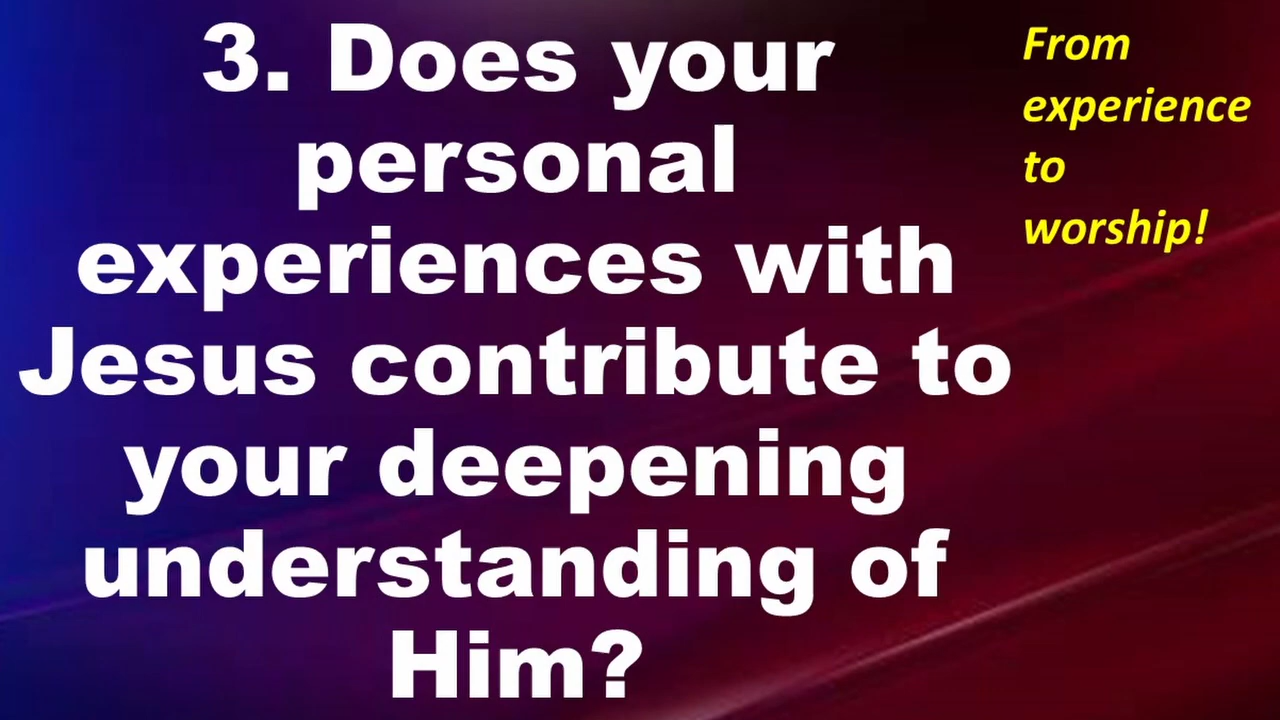 3. Does your
personal
experiences with
Jesus contribute to
your deepening
understanding of
Him?
From
experience
to
worship!